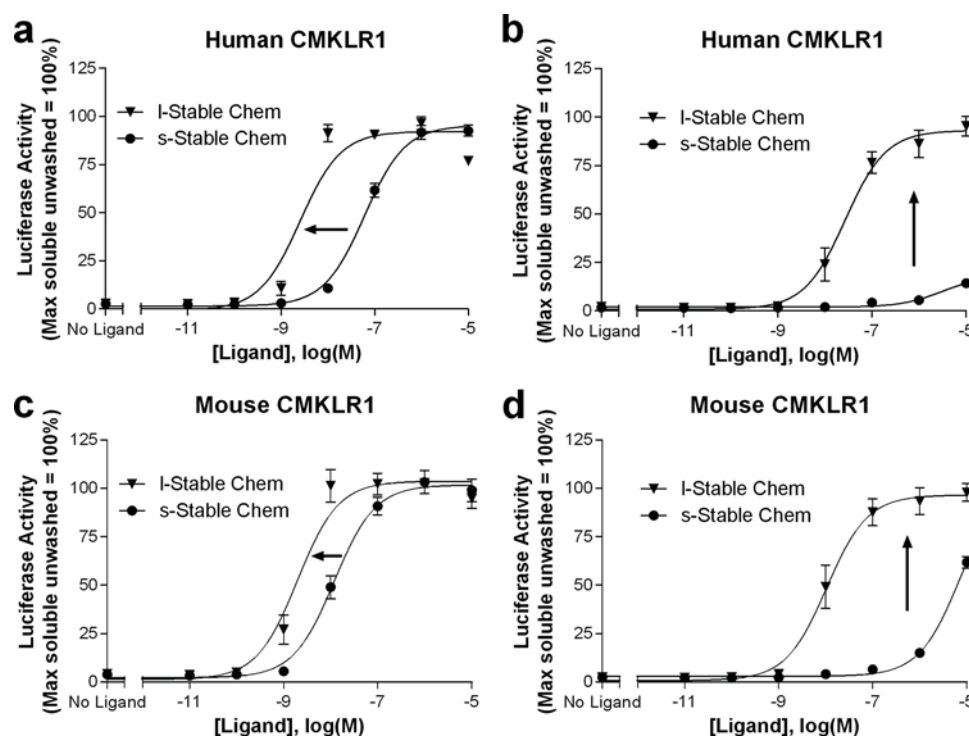 a
Human CMKLR1
Luciferase Activity
(Max soluble unwashed = 100%)
125
100
75
50
25
0
l-Stable Chem
s-Stable Chem
No Ligand
-11
-9
-7
-5
[Ligand], log(M)
b
Human CMKLR1
Luciferase Activity
(Max soluble unwashed = 100%)
125
100
75
50
25
0
l-Stable Chem
s-Stable Chem
No Ligand
-11
-9
-7
-5
[Ligand], log(M)
c
Mouse CMKLR1
Luciferase Activity
(Max soluble unwashed = 100%)
125
100
75
50
25
0
l-Stable Chem
s-Stable Chem
No Ligand
-11
-9
-7
-5
[Ligand], log(M)
d
Mouse CMKLR1
Luciferase Activity
(Max soluble unwashed = 100%)
125
100
75
50
25
0
l-Stable Chem
s-Stable Chem
No Ligand
-11
-9
-7
-5
[Ligand], log(M)